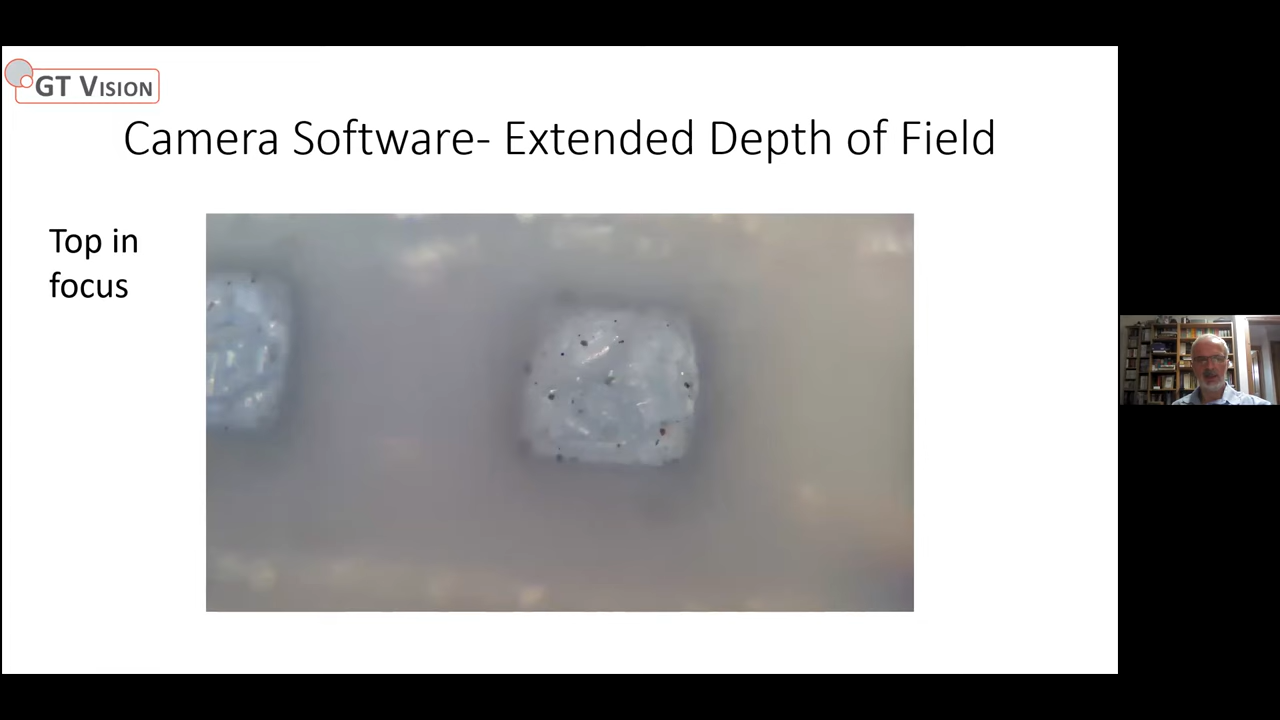 GT VISION
Camera Software- Extended Depth of Field
Top in
focus